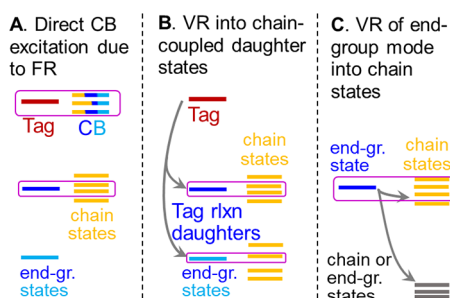 A. Direct CB
excitation due
to FR
Tag
CB
chain
states
end-gr.
states
B. VR into chain-
coupled daughter
states
Tag
chain
states
Tag rlxn
daughters
end-gr.
states
C. VR of end-
group mode
into chain
states
end-gr.
state
chain
states
chain or
end-gr.
states